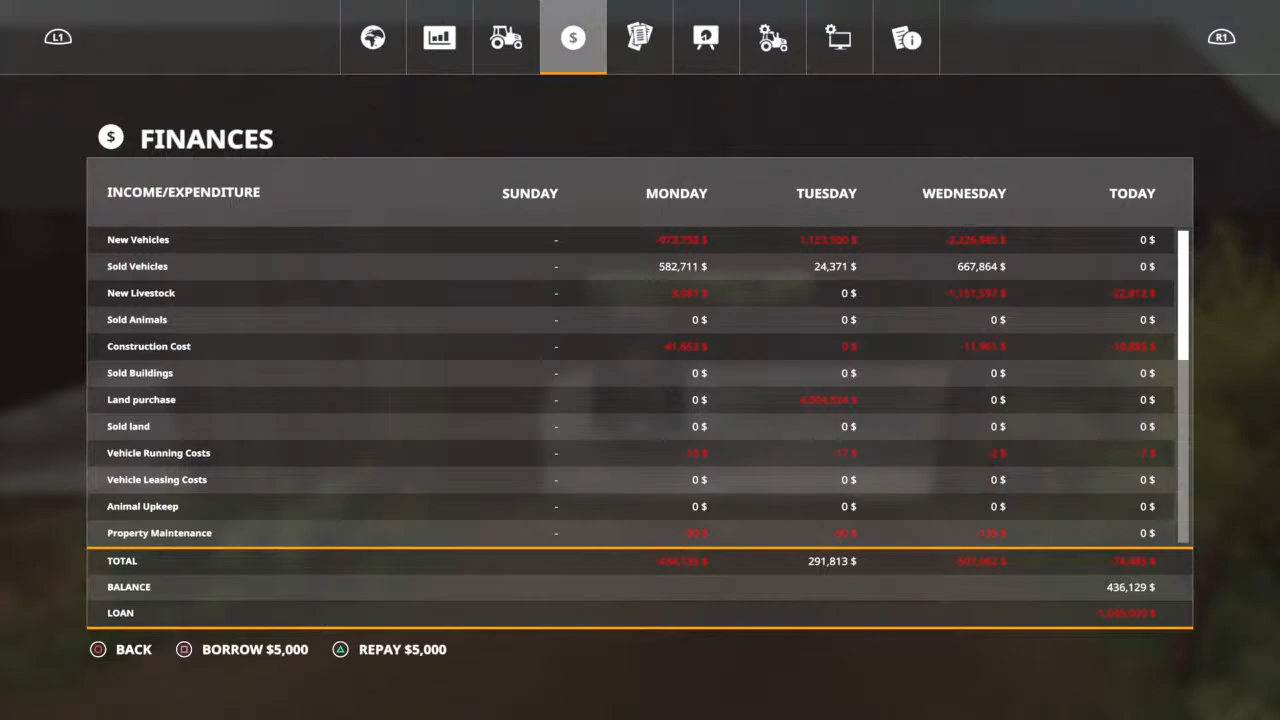 L1
R1
$ FINANCES
INCOME/EXPENDITURE SUNDAY MONDAY TUESDAY WEDNESDAY TODAY
New Vehicles - 0 $
Sold Vehicles - 582,711 $ 24,371 $ 667,864 $ 0 $
New Livestock - 0 $
Sold Animals - 0 $ 0 $ 0 $ 0 $
Construction Cost - 0 $
Sold Buildings - 0 $ 0 $ 0 $ 0 $
Land purchase - 0 $ 0 $ 0 $
Sold land - 0 $ 0 $ 0 $ 0 $
Vehicle Running Costs - -17 $ -2 $ -7 $
Vehicle Leasing Costs - 0 $ 0 $ 0 $ 0 $
Animal Upkeep - 0 $ 0 $ 0 $ 0 $
Property Maintenance - 0 $
TOTAL 291,813 $
BALANCE 436,129 $
LOAN
BACK BORROW $5,000 REPAY $5,000